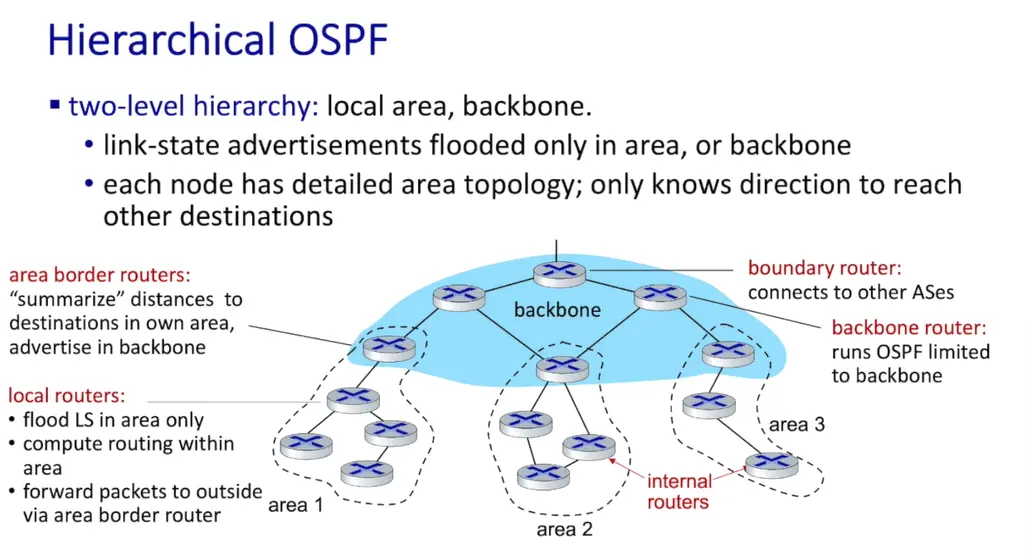 Hierarchical OSPF
▪ two-level hierarchy: local area, backbone.
• link-state advertisements flooded only in area, or backbone
• each node has detailed area topology; only knows direction to reach
other destinations
area border routers:
“summarize” distances to
destinations in own area,
advertise in backbone
local routers:
• flood LS in area only
• compute routing within
area
• forward packets to outside
via area border router
backbone
boundary router:
connects to other ASes
backbone router:
runs OSPF limited
to backbone
area 1
area 2
area 3
internal
routers